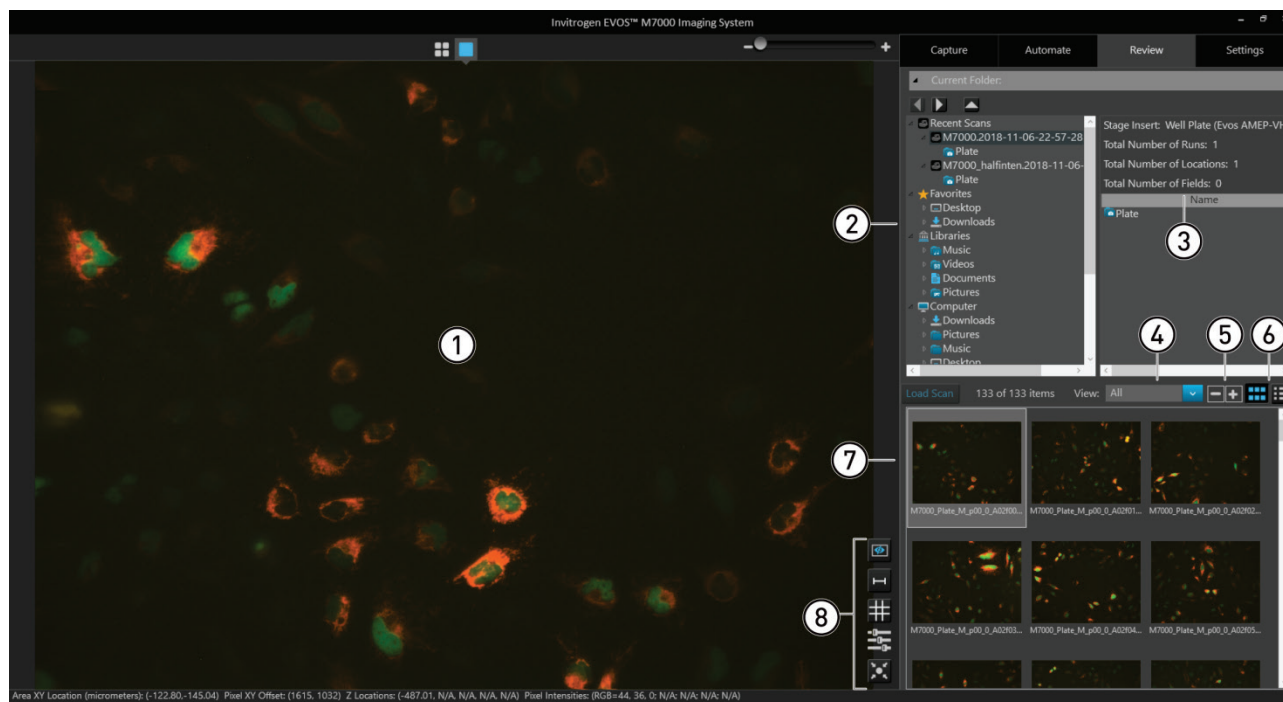 Invitrogen EVOS™ M7000 Imaging System
Capture Automate Review Settings
Current Folder:
Recent Scans
M7000.2018-11-06-22-57-28
Plate
M7000_halfinten.2018-11-06-
Plate
Favorites
Desktop
Downloads
Libraries
Music
Videos
Documents
Pictures
Computer
Downloads
Pictures
Music
Desktop
Stage Insert: Well Plate (Evos AMEP-VH
Total Number of Runs: 1
Total Number of Locations: 1
Total Number of Fields: 0
Name
Plate
1
2
3
4
5
6
7
8
Load Scan 133 of 133 items View: All
M7000_Plate_M_p00_0_A02f00... M7000_Plate_M_p00_0_A02f01... M7000_Plate_M_p00_0_A02f02...
M7000_Plate_M_p00_0_A02f03... M7000_Plate_M_p00_0_A02f04... M7000_Plate_M_p00_0_A02f05...
Area XY Location (micrometers): (-122.80,-145.04) Pixel XY Offset: (1615, 1032) Z Locations: (-487.01, N/A, N/A, N/A, N/A) Pixel Intensities: (RGB=44, 36, 0; N/A; N/A; N/A; N/A)